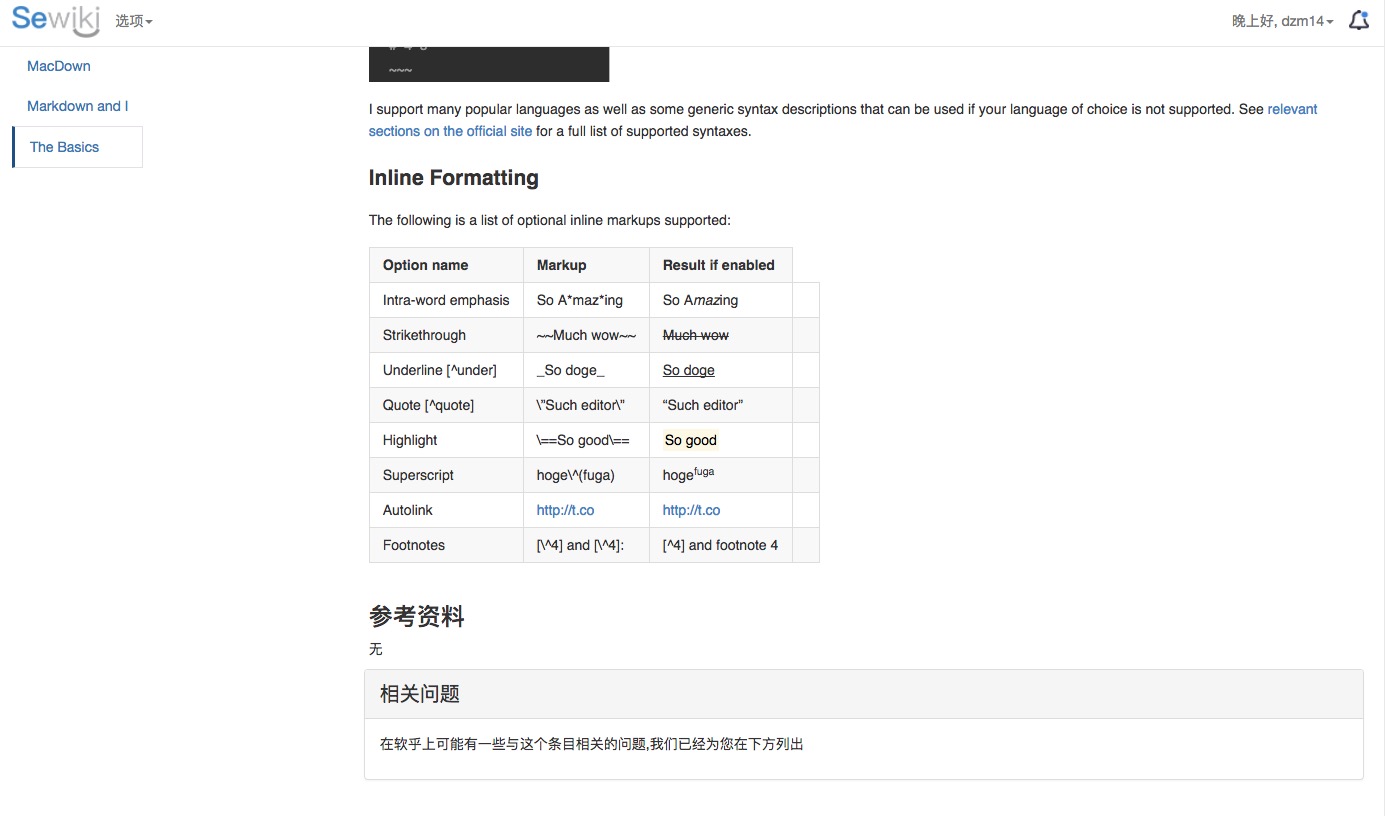 Sewiki 选项 晚上好, dzm14
MacDown
Markdown and I
The Basics
~~~
I support many popular languages as well as some generic syntax descriptions that can be used if your language of choice is not supported. See relevant
sections on the official site for a full list of supported syntaxes.
Inline Formatting
The following is a list of optional inline markups supported:
Option name Markup Result if enabled
Intra-word emphasis So A*maz*ing So Amazing
Strikethrough ~~Much wow~~ Much wow
Underline [^under] _So doge_ So doge
Quote [^quote] \”Such editor\” “Such editor”
Highlight \==So good\== So good
Superscript hoge\^(fuga) hogefuga
Autolink http://t.co http://t.co
Footnotes [\^4] and [\^4]: [^4] and footnote 4
参考资料
无
相关问题
在软乎上可能有一些与这个条目相关的问题,我们已经为您在下方列出